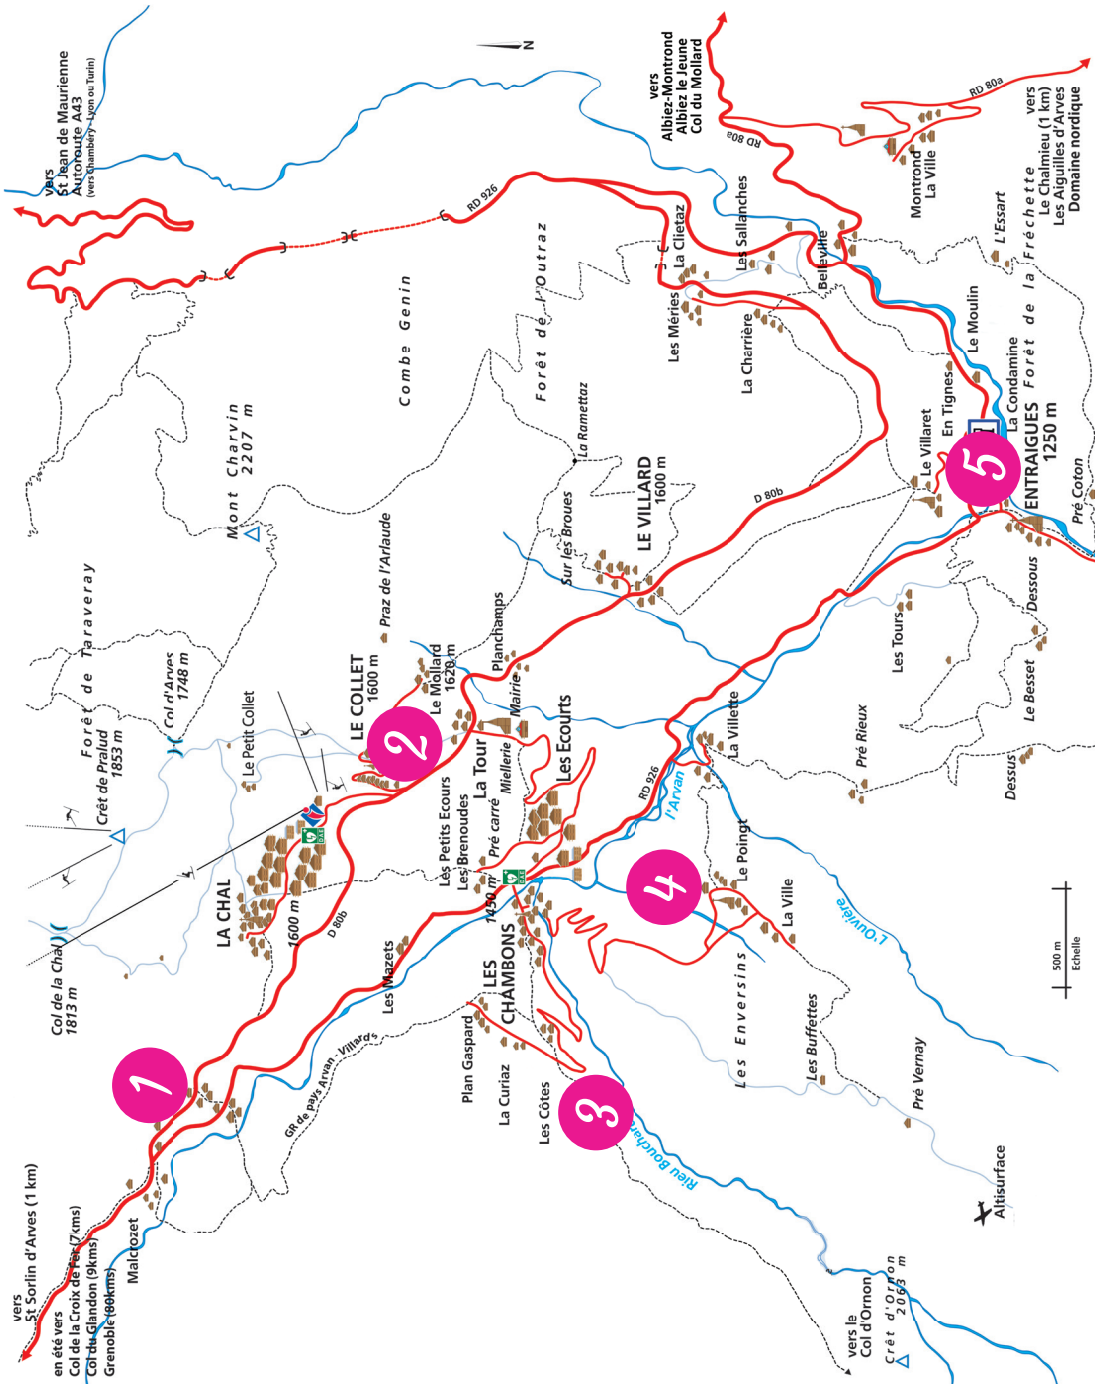 vers
St Sorlin d'Arves (1 km)
en été vers
Col de la Croix de Fer (7kms)
Col du Glandon (9kms)
Grenoble (80kms)
Malcrozet
1
Col de la Chal
1813 m
Crêt de Pralud
1853 m
Forêt de Taraveray
Col d'Arves
1748 m
Mont Charvin
2207 m
vers
St Jean de Maurienne
Autoroute A43
(vers Chambéry - Lyon ou Turin)
RD 926
N
Combe Genin
Forêt de l'Outraz
LA CHAL
1600 m
D 80b
Le Petit Collet
LE COLLET
1600 m
2
Praz de l'Arlaude
Le Mollard
1620 m
Planchamps
Mairie
La Tour
Miellerie
Les Ecourts
Pré carré
Les Petits Ecours
Les Brenoudes
1450 m
Les Mazets
LES
CHAMBONS
GR de pays Arvan - Villards
Plan Gaspard
La Curiaz
Les Côtes
3
Rieu Bouchard
Sur les Broues
La Ramettaz
LE VILLARD
1600 m
D 80b
Les Méries
La Clietaz
La Charrière
Les Sallanches
Belleville
vers
Albiez-Montrond
Albiez le Jeune
Col du Mollard
RD 80a
RD 80a
Montrond
La Ville
vers
Le Chalmieu (1 km)
Les Aiguilles d'Arves
Domaine nordique
L'Essart
Forêt de la Fréchette
Le Moulin
La Condamine
En Tignes
Le Villaret
5
ENTRAIGUES
1250 m
Pré Coton
Les Tours
Dessous
Le Besset
Dessus
Pré Rieux
La Villette
RD 926
l'Arvan
4
Le Poingt
La Ville
L'Ouvière
Les Enversins
Les Buffettes
Pré Vernay
Altisurface
500 m
Echelle
vers le
Col d'Ornon
Crêt d'Ornon
2063 m